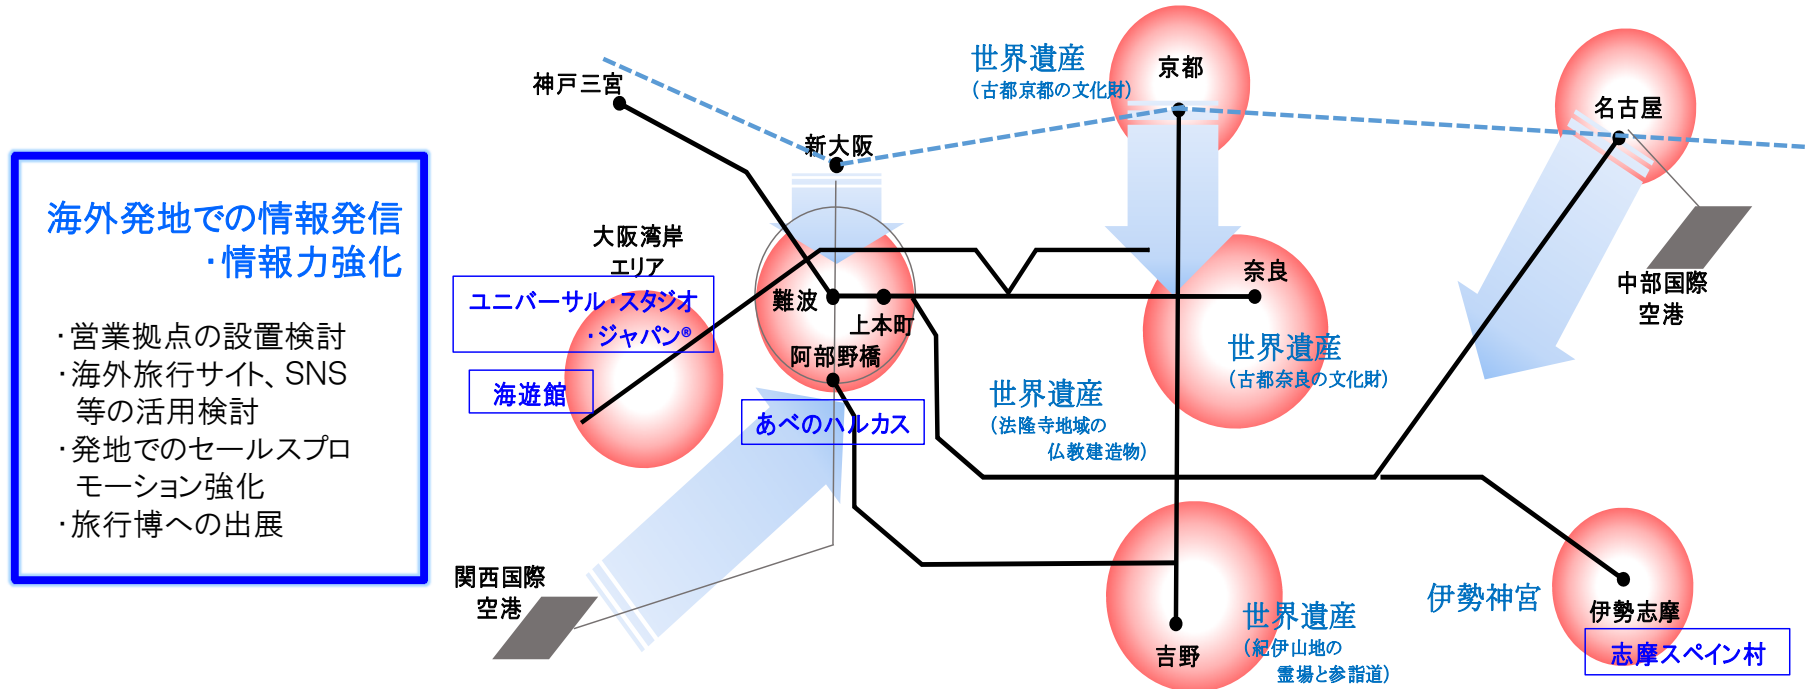 海外発地での情報発信
・情報力強化
・営業拠点の設置検討
・海外旅行サイト、SNS
等の活用検討
・発地でのセールスプロ
モーション強化
・旅行博への出展
神戸三宮
新大阪
世界遺産
(古都京都の文化財)
京都
名古屋
大阪湾岸
エリア
ユニバーサル・スタジオ
・ジャパン®
海遊館
難波
上本町
阿部野橋
あべのハルカス
奈良
世界遺産
(古都奈良の文化財)
世界遺産
(法隆寺地域の
仏教建造物)
中部国際
空港
関西国際
空港
吉野
世界遺産
(紀伊山地の
霊場と参詣道)
伊勢神宮
伊勢志摩
志摩スペイン村